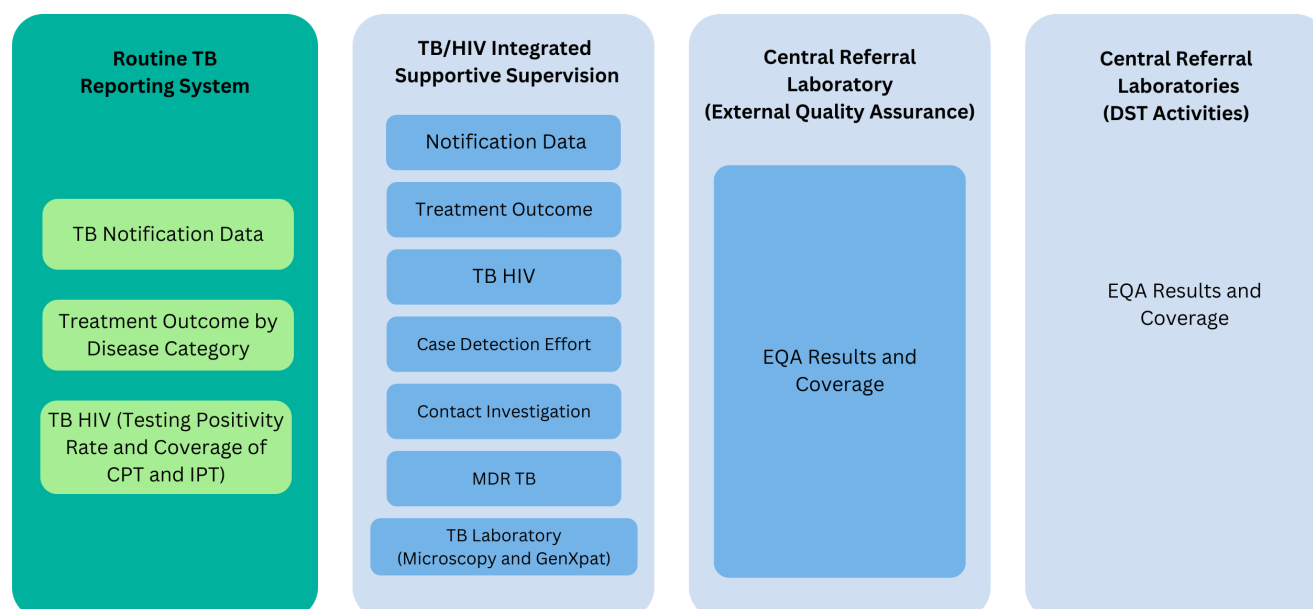 Routine TB
Reporting System
TB Notification Data
Treatment Outcome by
Disease Category
TB HIV (Testing Positivity
Rate and Coverage of
CPT and IPT)
TB/HIV Integrated
Supportive Supervision
Notification Data
Treatment Outcome
TB HIV
Case Detection Effort
Contact Investigation
MDR TB
TB Laboratory
(Microscopy and GenXpat)
Central Referral
Laboratory
(External Quality Assurance)
EQA Results and
Coverage
Central Referral
Laboratories
(DST Activities)
EQA Results and
Coverage